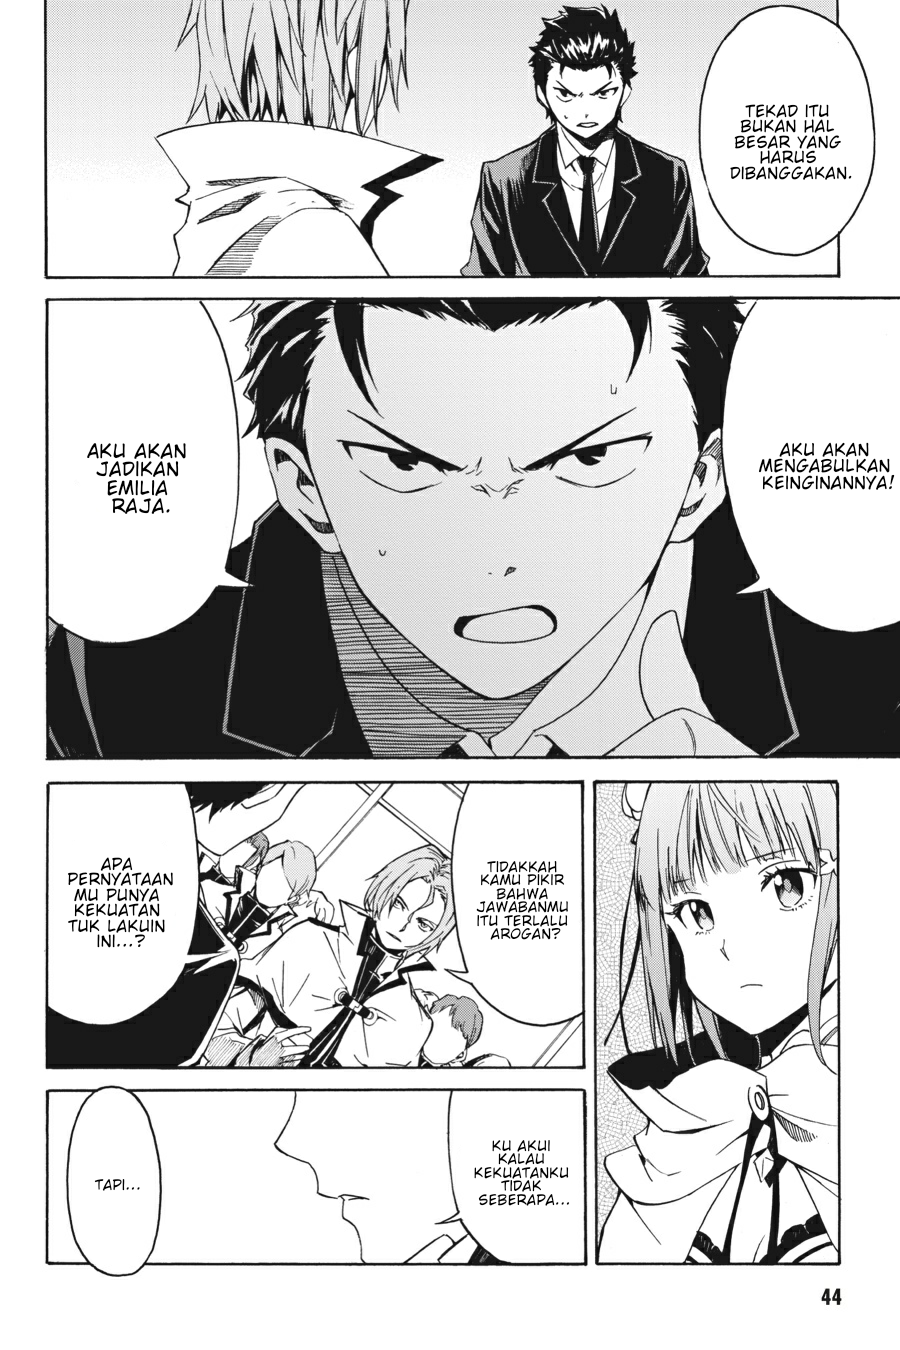 TEKAD ITU
BUKAN HAL
BESAR YANG
HARUS
DIBANGGAKAN.
AKU AKAN
MENGABULKAN
KEINGINANNYA!
AKU AKAN
JADIKAN
EMILIA
RAJA.
TIDAKKAH
KAMU PIKIR
BAHWA
JAWABANMU
ITU TERLALU
AROGAN?
APA
PERNYATAAN
MU PUNYA
KEKUATAN
TUK LAKUIN
INI...?
KU AKUI
KALAU
KEKUATANKU
TIDAK
SEBERAPA...
TAPI...
44